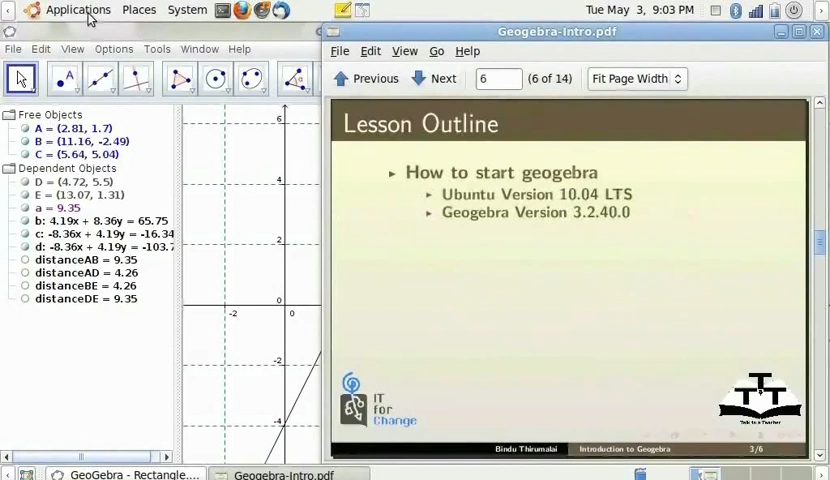 Applications Places System
Tue May 3, 9:03 PM
File Edit View Options Tools Window Help
Free Objects
A = (2.81, 1.7)
B = (11.16, -2.49)
C = (5.64, 5.04)
Dependent Objects
D = (4.72, 5.5)
E = (13.07, 1.31)
a = 9.35
b: 4.19x + 8.36y = 65.75
c: -8.36x + 4.19y = -16.34
d: -8.36x + 4.19y = -103.7
distanceAB = 9.35
distanceAD = 4.26
distanceBE = 4.26
distanceDE = 9.35
6
4
2
0
-2
0
-2
-4
Geogebra-Intro.pdf
File Edit View Go Help
Previous Next 6 (6 of 14) Fit Page Width
Lesson Outline
How to start geogebra
Ubuntu Version 10.04 LTS
Geogebra Version 3.2.40.0
IT
for
Change
T T T
Talk to a Teacher
Bindu Thirumalai Introduction to Geogebra 3/6
GeoGebra - Rectangle.... Geogebra-Intro.pdf